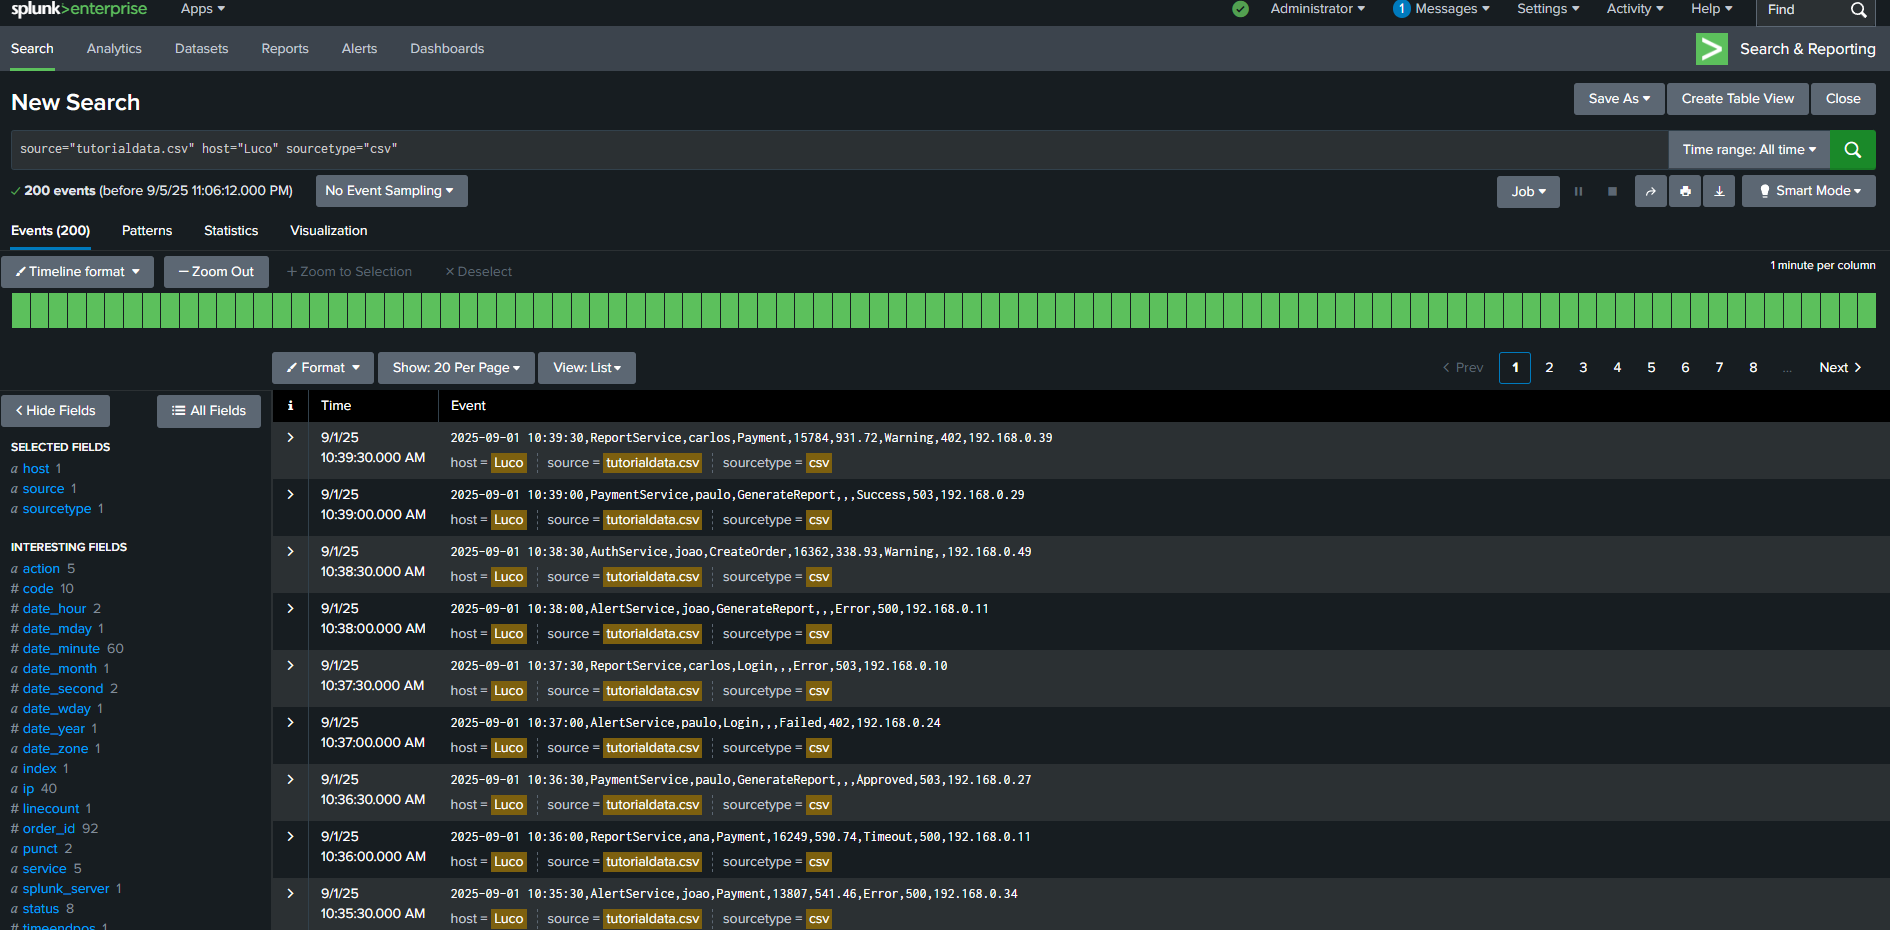 splunk>enterprise Apps Administrator 1 Messages Settings Activity Help Find
Search Analytics Datasets Reports Alerts Dashboards > Search & Reporting
New Search Save As Create Table View Close
source="tutorialdata.csv" host="Luco" sourcetype="csv" Time range: All time
200 events (before 9/5/25 11:06:12.000 PM) No Event Sampling Job Smart Mode
Events (200) Patterns Statistics Visualization
Timeline format — Zoom Out + Zoom to Selection × Deselect 1 minute per column
Format Show: 20 Per Page View: List < Prev 1 2 3 4 5 6 7 8 ... Next >
< Hide Fields All Fields
SELECTED FIELDS
a host 1
a source 1
a sourcetype 1
INTERESTING FIELDS
a action 5
# code 10
# date_hour 2
# date_mday 1
# date_minute 60
a date_month 1
# date_second 2
a date_wday 1
# date_year 1
a date_zone 1
a index 1
a ip 40
# linecount 1
# order_id 92
a punct 2
a service 5
a splunk_server 1
a status 8
# timeendpos 1
i Time Event
> 9/1/25 2025-09-01 10:39:30,ReportService,carlos,Payment,15784,931.72,Warning,402,192.168.0.39
10:39:30.000 AM host = Luco source = tutorialdata.csv sourcetype = csv
> 9/1/25 2025-09-01 10:39:00,PaymentService,paulo,GenerateReport,,,Success,503,192.168.0.29
10:39:00.000 AM host = Luco source = tutorialdata.csv sourcetype = csv
> 9/1/25 2025-09-01 10:38:30,AuthService,joao,CreateOrder,16362,338.93,Warning,,192.168.0.49
10:38:30.000 AM host = Luco source = tutorialdata.csv sourcetype = csv
> 9/1/25 2025-09-01 10:38:00,AlertService,joao,GenerateReport,,,Error,500,192.168.0.11
10:38:00.000 AM host = Luco source = tutorialdata.csv sourcetype = csv
> 9/1/25 2025-09-01 10:37:30,ReportService,carlos,Login,,,Error,503,192.168.0.10
10:37:30.000 AM host = Luco source = tutorialdata.csv sourcetype = csv
> 9/1/25 2025-09-01 10:37:00,AlertService,paulo,Login,,,Failed,402,192.168.0.24
10:37:00.000 AM host = Luco source = tutorialdata.csv sourcetype = csv
> 9/1/25 2025-09-01 10:36:30,PaymentService,paulo,GenerateReport,,,Approved,503,192.168.0.27
10:36:30.000 AM host = Luco source = tutorialdata.csv sourcetype = csv
> 9/1/25 2025-09-01 10:36:00,ReportService,ana,Payment,16249,590.74,Timeout,500,192.168.0.11
10:36:00.000 AM host = Luco source = tutorialdata.csv sourcetype = csv
> 9/1/25 2025-09-01 10:35:30,AlertService,joao,Payment,13807,541.46,Error,500,192.168.0.34
10:35:30.000 AM host = Luco source = tutorialdata.csv sourcetype = csv